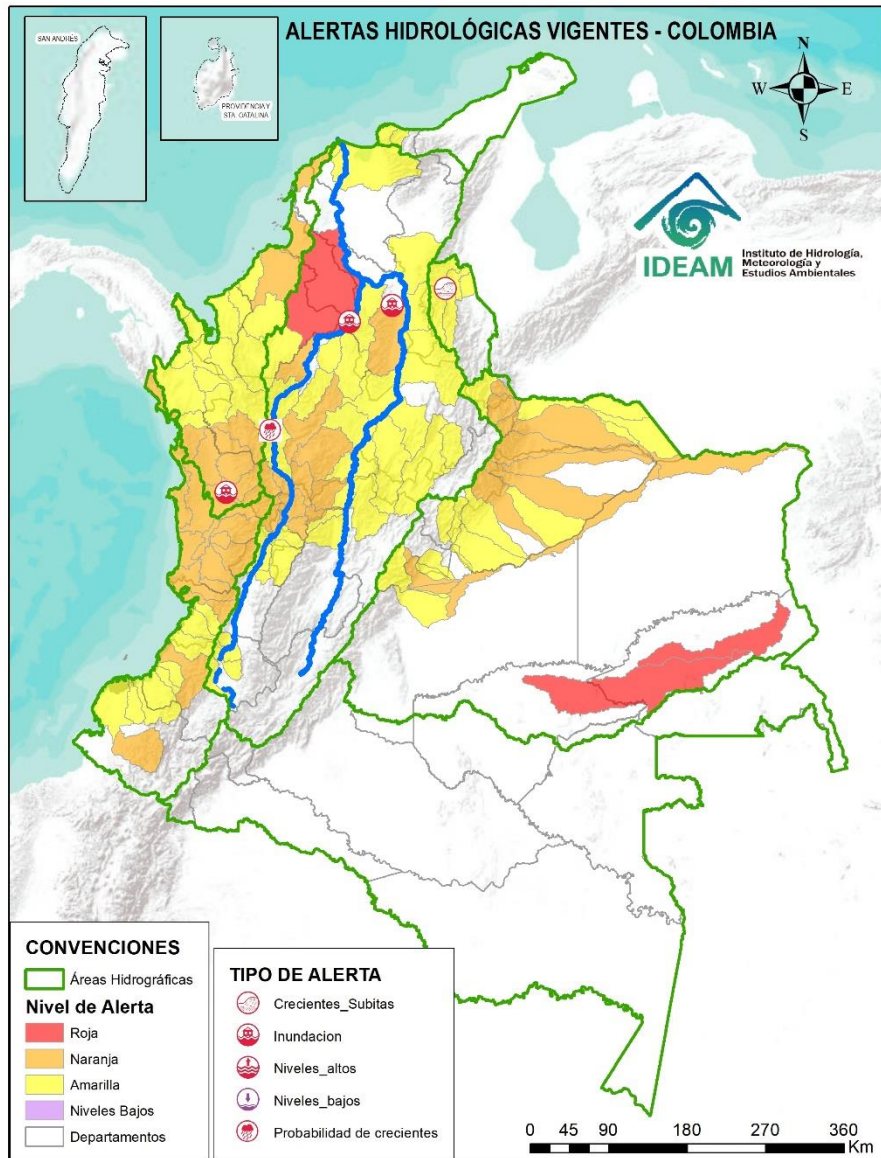 ALERTAS HIDROLÓGICAS VIGENTES - COLOMBIA
SAN ANDRÉS
PROVIDENCIA Y
STA. CATALINA
N
W
E
S
IDEAM
Instituto de Hidrología,
Meteorología y
Estudios Ambientales
CONVENCIONES
Áreas Hidrográficas
Nivel de Alerta
Roja
Naranja
Amarilla
Niveles Bajos
Departamentos
TIPO DE ALERTA
Crecientes_Subitas
Inundacion
Niveles_altos
Niveles_bajos
Probabilidad de crecientes
0 45 90 180 270 360
Km